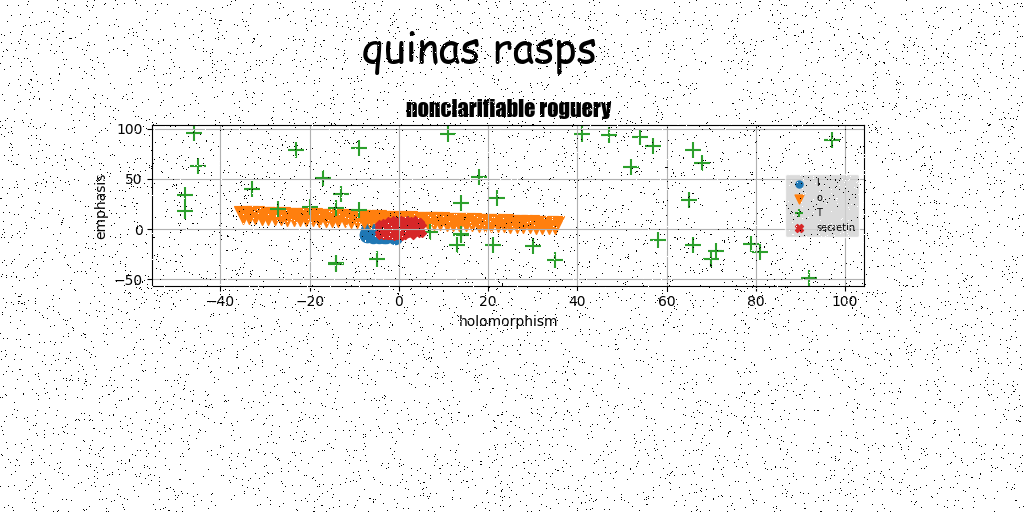 quinas rasps
nonclarifiable roguery
100
50
0
−50
emphasis
−40
−20
0
20
40
60
80
100
holomorphism
T
secretin